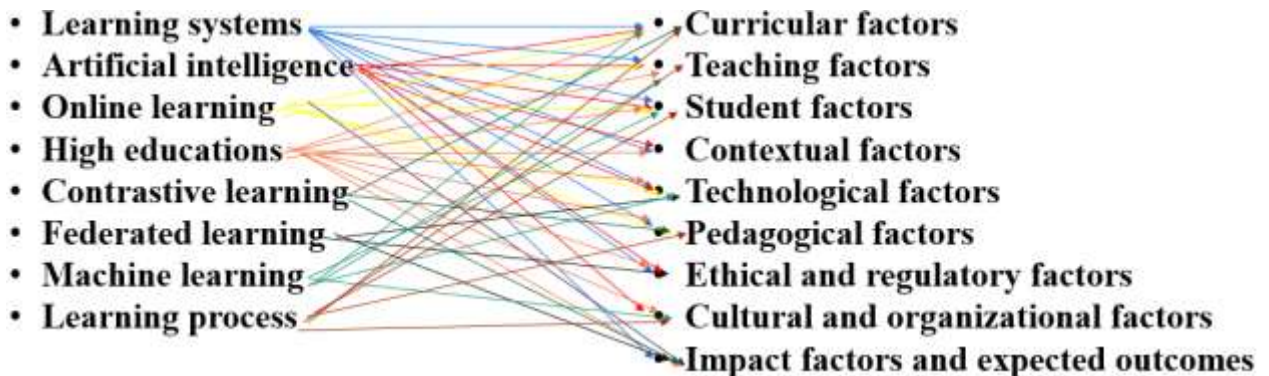 • Learning systems
• Artificial intelligence
• Online learning
• High educations
• Contrastive learning
• Federated learning
• Machine learning
• Learning process
• Curricular factors
• Teaching factors
• Student factors
• Contextual factors
• Technological factors
• Pedagogical factors
• Ethical and regulatory factors
• Cultural and organizational factors
• Impact factors and expected outcomes